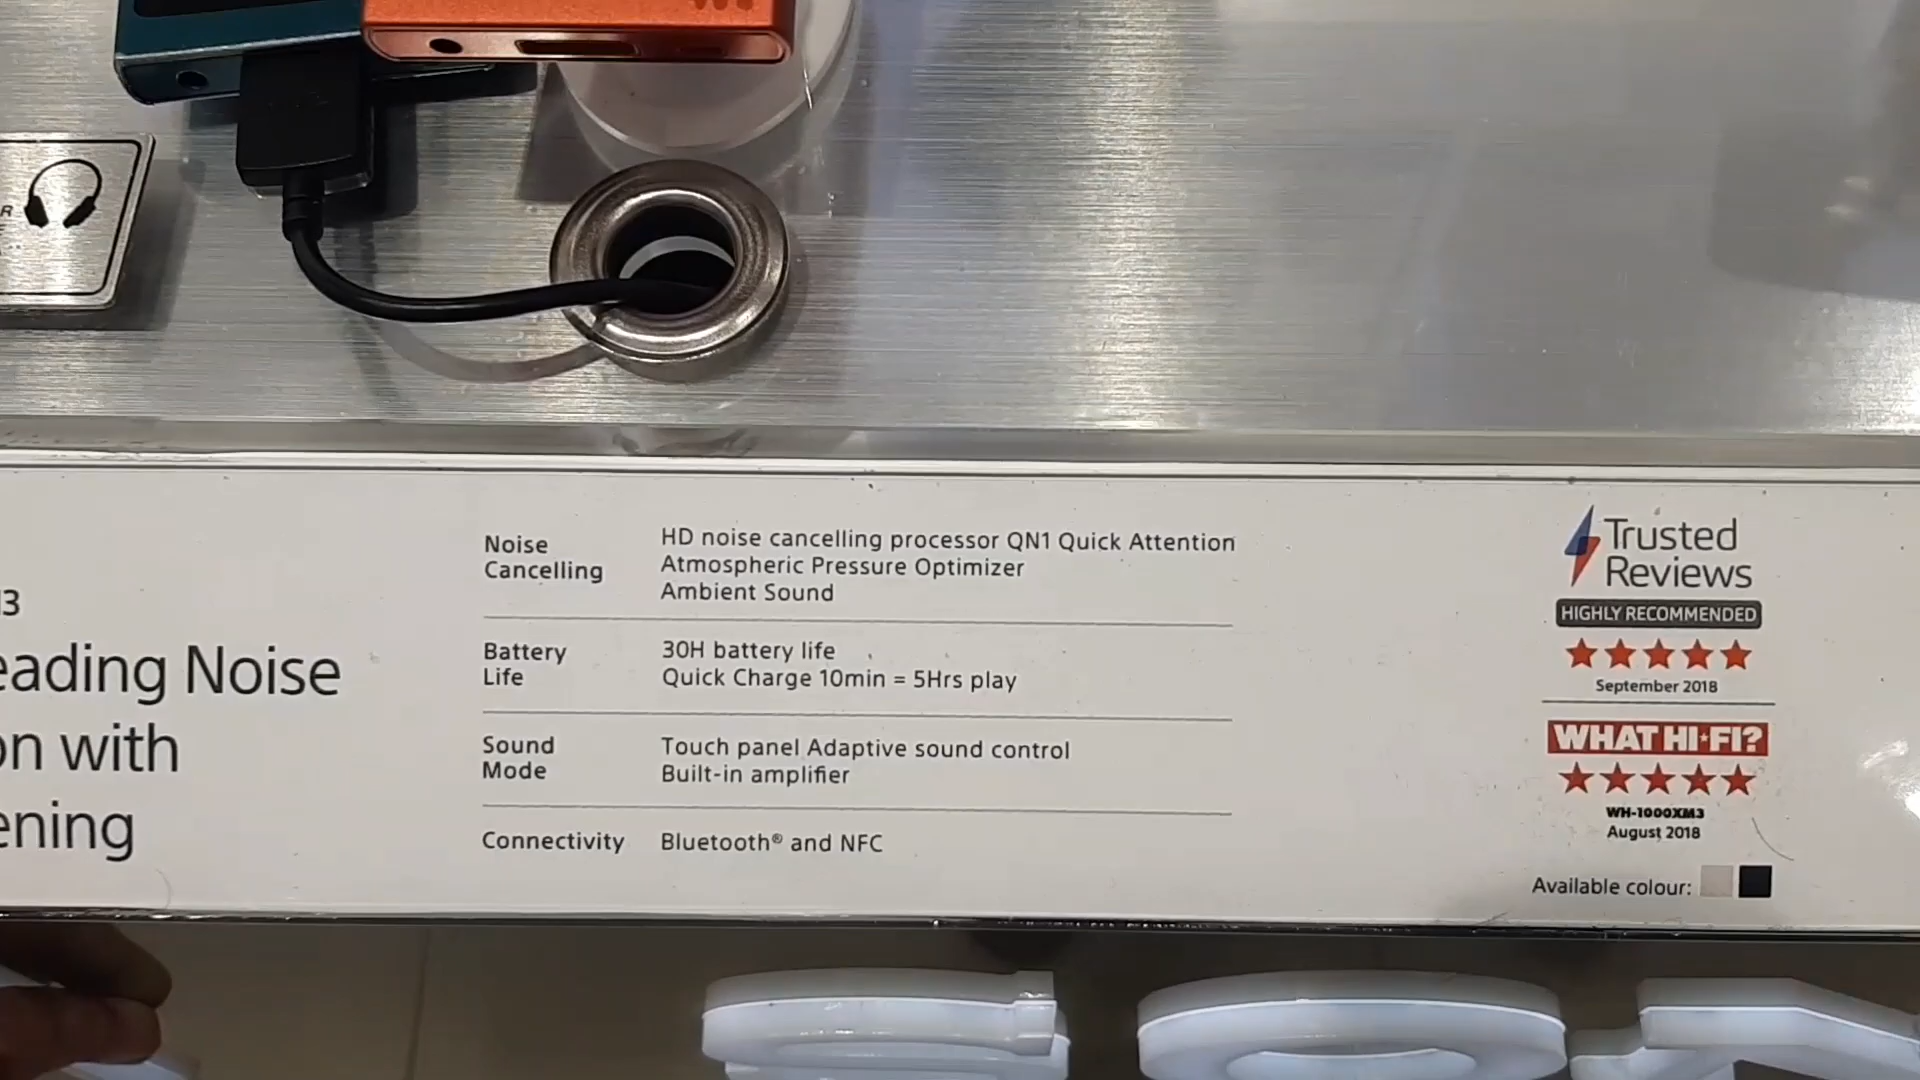 R
eading Noise
on with
ening
Noise
Cancelling
HD noise cancelling processor QN1 Quick Attention
Atmospheric Pressure Optimizer
Ambient Sound
Battery
Life
30H battery life
Quick Charge 10min = 5Hrs play
Sound
Mode
Touch panel Adaptive sound control
Built-in amplifier
Connectivity
Bluetooth® and NFC
Trusted
Reviews
HIGHLY RECOMMENDED
September 2018
WHAT HI•FI?
WH-1000XM3
August 2018
Available colour: